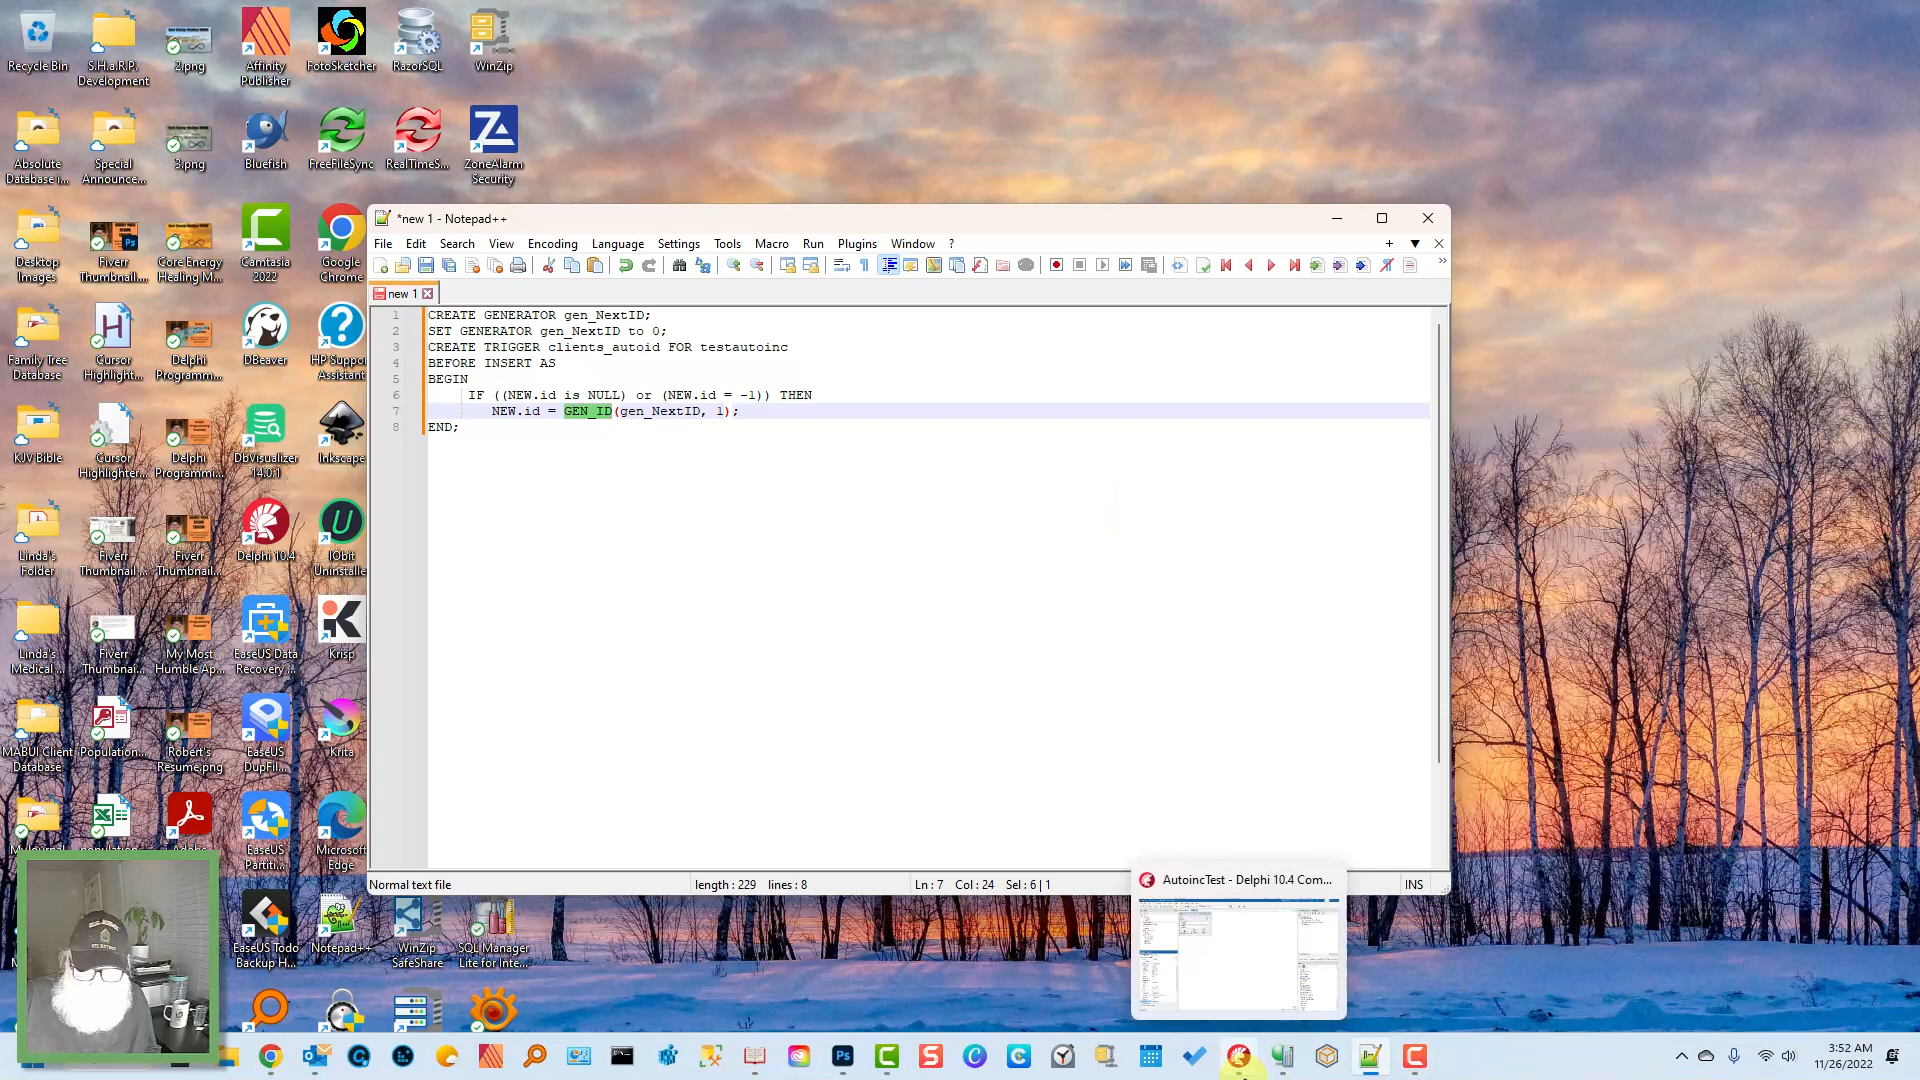 Recycle Bin
S.H.a.R.P.
Development
2.png
Affinity
Publisher
FotoSketcher
RazorSQL
WinZip
Absolute
Database i...
Special
Announce...
3.png
Bluefish
FreeFileSync
RealTimeS...
ZoneAlarm
Security
Desktop
Images
Fiverr
Thumbnail....
Core Energy
Healing M...
Camtasia
2022
Google
Chrome
Family Tree
Database
Cursor
Highlight...
Delphi
Programm...
DBeaver
HP Suppor
Assistant
KJV Bible
Cursor
Highlighter...
Delphi
Programmi...
DbVisualizer
14.0.1
Inkscape
Linda's
Folder
Fiverr
Thumbnail ...
Fiverr
Thumbnail...
Delphi 10.4
IObit
Uninstalle
Linda's
Medical ...
Fiverr
Thumbnai...
My Most
Humble Ap...
EaseUS Data
Recovery ...
Krisp
MABUI Client
Database
Population...
Robert's
Resume.png
EaseUS
DupFil...
Krita
EaseUS
Partiti...
Microsoft
Edge
EaseUS Todo
Backup H...
Notepad++
WinZip
SafeShare
SQL Manager
Lite for Inte...
*new 1 - Notepad++
File Edit Search View Encoding Language Settings Tools Macro Run Plugins Window ?
new 1
1 CREATE GENERATOR gen_NextID;
2 SET GENERATOR gen_NextID to 0;
3 CREATE TRIGGER clients_autoid FOR testautoinc
4 BEFORE INSERT AS
5 BEGIN
6 IF ((NEW.id is NULL) or (NEW.id = -1)) THEN
7 NEW.id = GEN_ID(gen_NextID, 1);
8 END;
Normal text file length : 229 lines : 8 Ln : 7 Col : 24 Sel : 6 | 1 INS
AutoincTest - Delphi 10.4 Com...
3:52 AM
11/26/2022